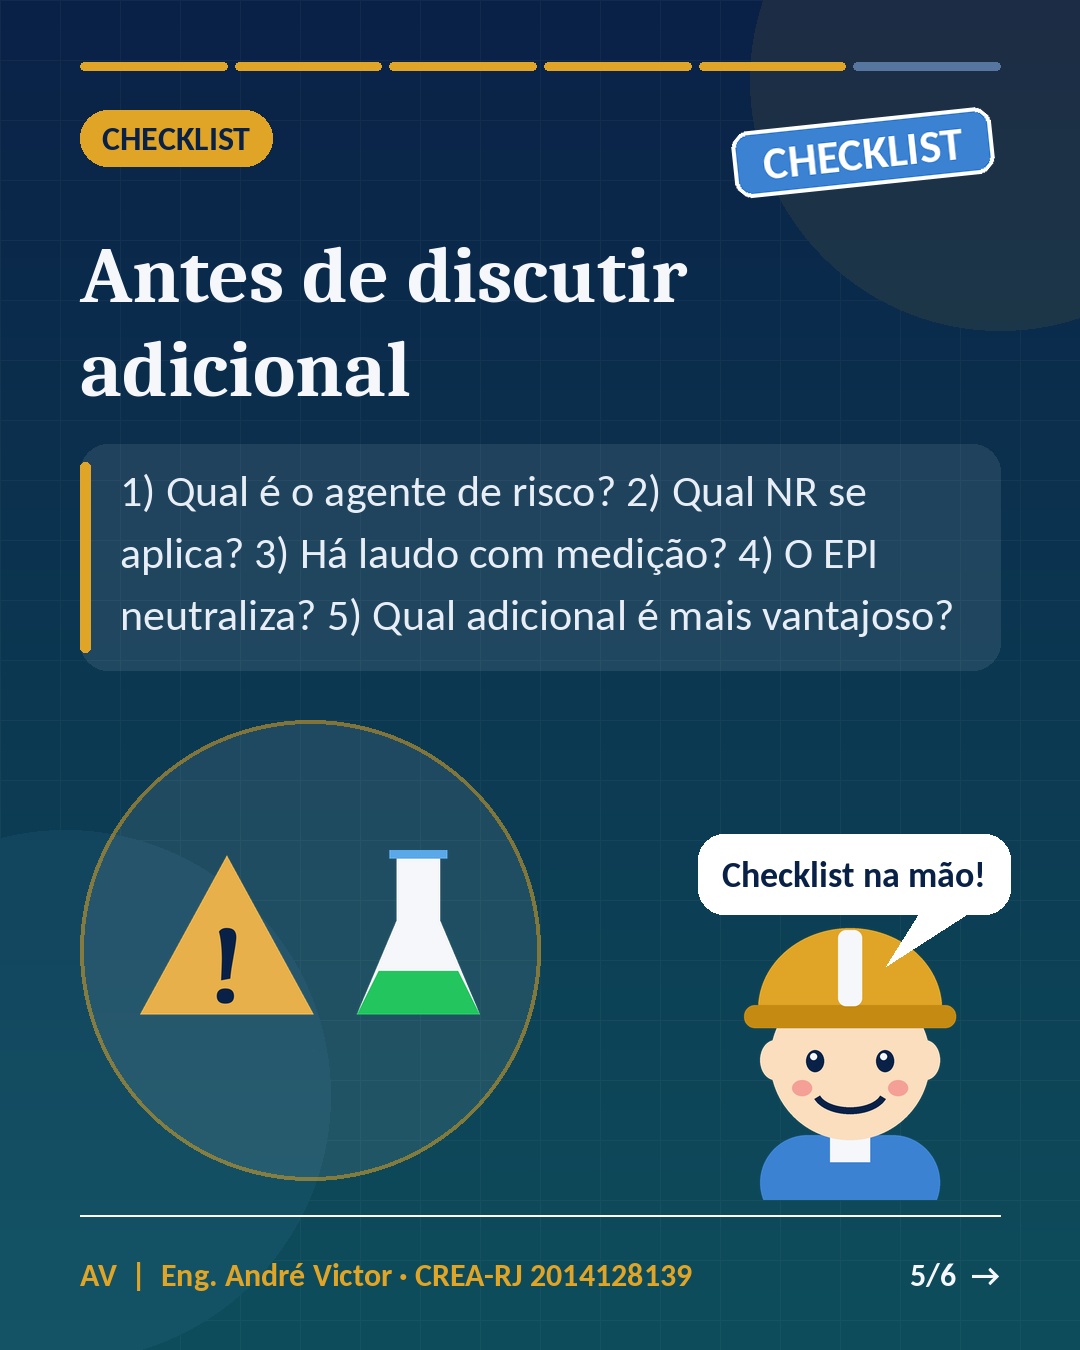 CHECKLIST
CHECKLIST
Antes de discutir
adicional
1) Qual é o agente de risco? 2) Qual NR se
aplica? 3) Há laudo com medição? 4) O EPI
neutraliza? 5) Qual adicional é mais vantajoso?
!
Checklist na mão!
AV | Eng. André Victor · CREA-RJ 2014128139
5/6 →